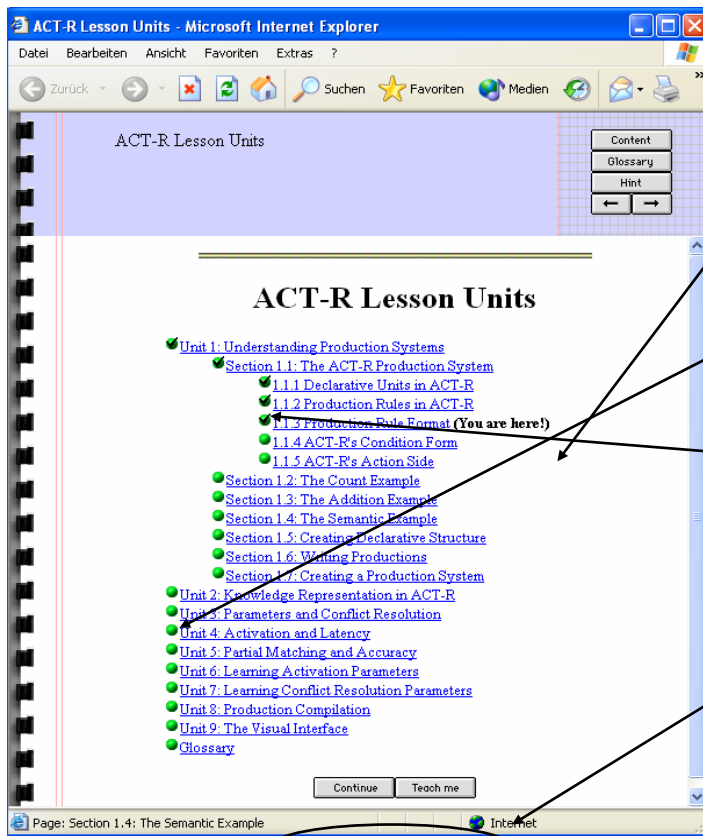 ACT-R Lesson Units - Microsoft Internet Explorer
Datei Bearbeiten Ansicht Favoriten Extras ?
Zurück Suchen Favoriten Medien »
ACT-R Lesson Units
Content
Glossary
Hint
← →
ACT-R Lesson Units
Unit 1: Understanding Production Systems
Section 1.1: The ACT-R Production System
1.1.1 Declarative Units in ACT-R
1.1.2 Production Rules in ACT-R
1.1.3 Production Rule Format (You are here!)
1.1.4 ACT-R's Condition Form
1.1.5 ACT-R's Action Side
Section 1.2: The Count Example
Section 1.3: The Addition Example
Section 1.4: The Semantic Example
Section 1.5: Creating Declarative Structure
Section 1.6: Writing Productions
Section 1.7: Creating a Production System
Unit 2: Knowledge Representation in ACT-R
Unit 3: Parameters and Conflict Resolution
Unit 4: Activation and Latency
Unit 5: Partial Matching and Accuracy
Unit 6: Learning Activation Parameters
Unit 7: Learning Conflict Resolution Parameters
Unit 8: Production Compilation
Unit 9: The Visual Interface
Glossary
Continue Teach me
Page: Section 1.4: The Semantic Example Internet